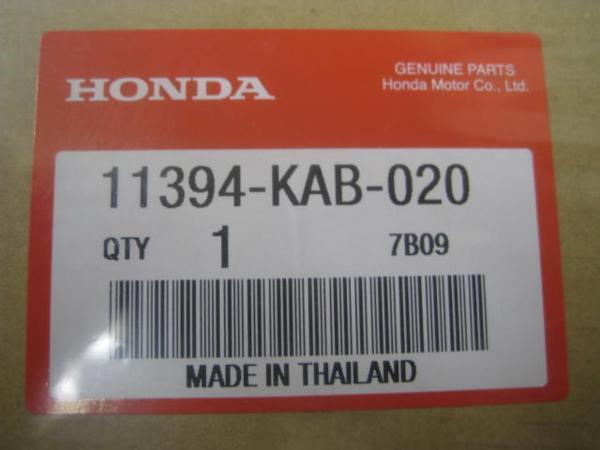 HONDA
GENUINE PARTS
Honda Motor Co., Ltd.
11394-KAB-020
QTY 1 7B09
MADE IN THAILAND